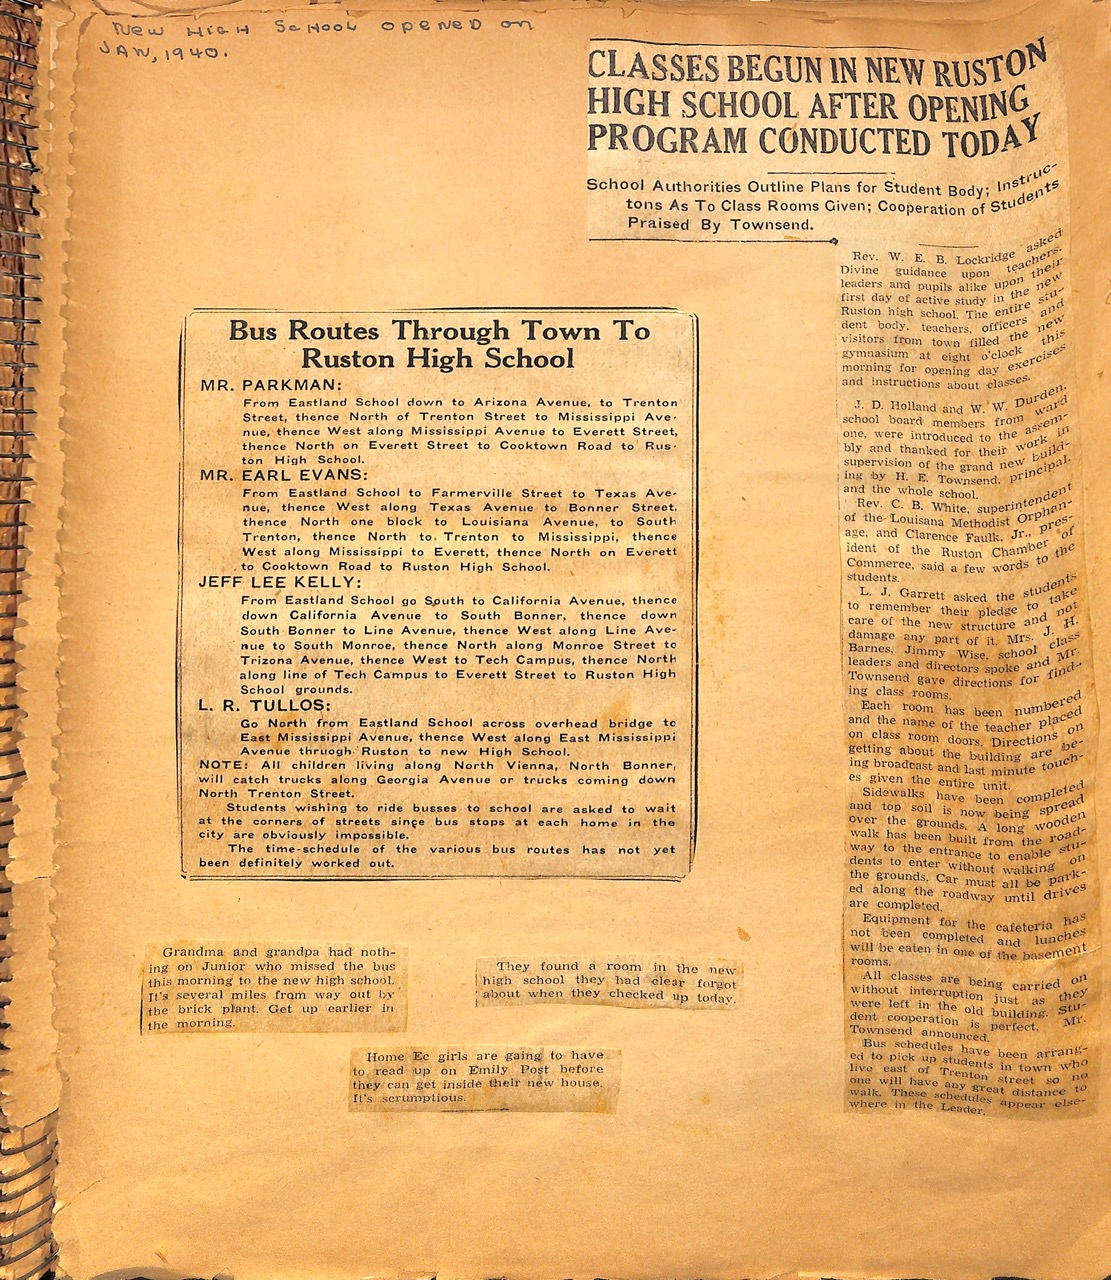 New High School opened on
JAN, 1940.
CLASSES BEGUN IN NEW RUSTON
HIGH SCHOOL AFTER OPENING
PROGRAM CONDUCTED TODAY
School Authorities Outline Plans for Student Body; Instruc-
tons As To Class Rooms Given; Cooperation of Students
Praised By Townsend.
Rev. W. E. B. Lockridge asked
Divine guidance upon teachers,
leaders and pupils alike upon their
first day of active study in the new
Ruston high school. The entire stu-
dent body, teachers, officers and
visitors from town filled the new
gymnasium at eight o'clock this
morning for opening day exercises
and instructions about classes.
J. D. Holland and W. W. Durden,
school board members from ward
one, were introduced to the assem-
bly and thanked for their work in
supervision of the grand new build-
ing by H. E. Townsend, principal,
and the whole school.
Rev. C. B. White, superintendent
of the Louisana Methodist Orphan-
age, and Clarence Faulk, Jr., pres-
ident of the Ruston Chamber of
Commerce, said a few words to the
students.
L. J. Garrett asked the students
to remember their pledge to take
care of the new structure and not
damage any part of it. Mrs. J. H.
Barnes, Jimmy Wise, school class
leaders and directors spoke and Mr.
Townsend gave directions for find-
ing class rooms.
Each room has been numbered
and the name of the teacher placed
on class room doors. Directions on
getting about the building are be-
ing broadcast and last minute touch-
es given the entire unit.
Sidewalks have been completed
and top soil is now being spread
over the grounds. A long wooden
walk has been built from the road-
way to the entrance to enable stu-
dents to enter without walking on
the grounds. Car must all be park-
ed along the roadway until drives
are completed.
Equipment for the cafeteria has
not been completed and lunches
will be eaten in one of the basement
rooms.
All classes are being carried on
without interruption just as they
were left in the old building. Stu-
dent cooperation is perfect, Mr.
Townsend announced.
Bus schedules have been arrang-
ed to pick up students in town who
live east of Trenton street so no
one will have any great distance to
walk. These schedules appear else-
where in the Leader.
Bus Routes Through Town To
Ruston High School
MR. PARKMAN:
From Eastland School down to Arizona Avenue, to Trenton
Street, thence North of Trenton Street to Mississippi Ave-
nue, thence West along Mississippi Avenue to Everett Street,
thence North on Everett Street to Cooktown Road to Rus-
ton High School.
MR. EARL EVANS:
From Eastland School to Farmerville Street to Texas Ave-
nue, thence West along Texas Avenue to Bonner Street,
thence North one block to Louisiana Avenue, to South
Trenton, thence North to Trenton to Mississippi, thence
West along Mississippi to Everett, thence North on Everett
to Cooktown Road to Ruston High School.
JEFF LEE KELLY:
From Eastland School go South to California Avenue, thence
down California Avenue to South Bonner, thence down
South Bonner to Line Avenue, thence West along Line Ave-
nue to South Monroe, thence North along Monroe Street to
Trizona Avenue, thence West to Tech Campus, thence North
along line of Tech Campus to Everett Street to Ruston High
School grounds.
L. R. TULLOS:
Go North from Eastland School across overhead bridge to
East Mississippi Avenue, thence West along East Mississippi
Avenue thruogh Ruston to new High School.
NOTE: All children living along North Vienna, North Bonner,
will catch trucks along Georgia Avenue or trucks coming down
North Trenton Street.
Students wishing to ride busses to school are asked to wait
at the corners of streets since bus stops at each home in the
city are obviously impossible.
The time-schedule of the various bus routes has not yet
been definitely worked out.
Grandma and grandpa had noth-
ing on Junior who missed the bus
this morning to the new high school.
It's several miles from way out by
the brick plant. Get up earlier in
the morning.
They found a room in the new
high school they had clear forgot
about when they checked up today.
Home Ec girls are going to have
to read up on Emily Post before
they can get inside their new house.
It's scrumptious.